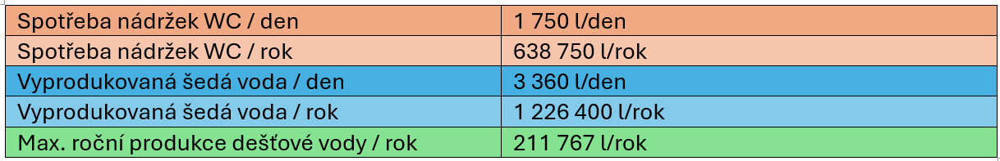 Spotřeba nádržek WC / den 1 750 l/den
Spotřeba nádržek WC / rok 638 750 l/rok
Vyprodukovaná šedá voda / den 3 360 l/den
Vyprodukovaná šedá voda / rok 1 226 400 l/rok
Max. roční produkce dešťové vody / rok 211 767 l/rok